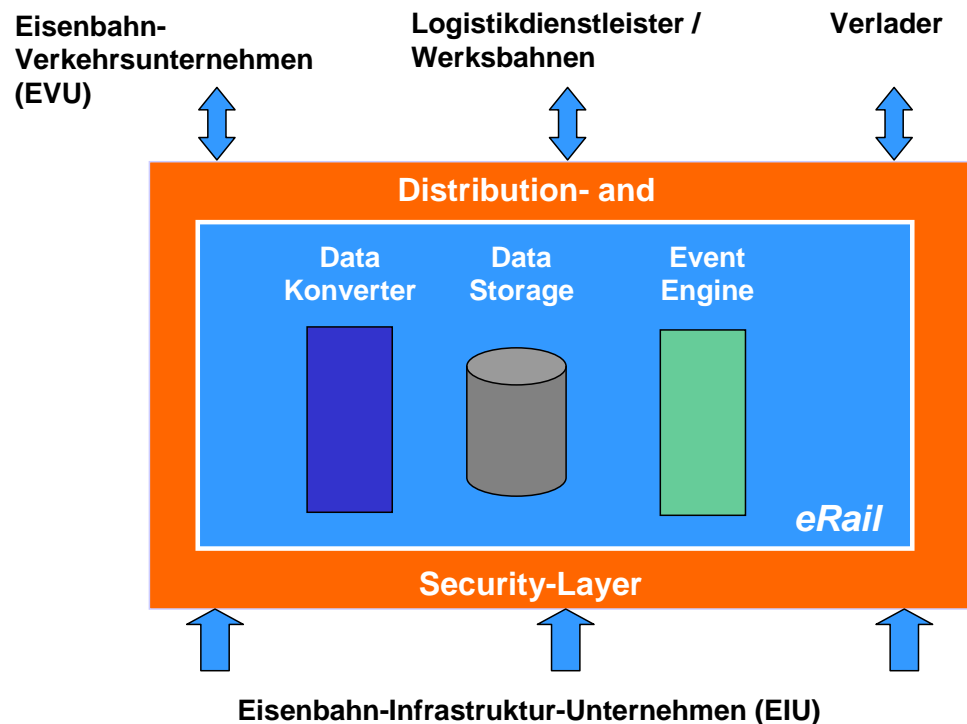 Eisenbahn-
Verkehrsunternehmen
(EVU)
Logistikdienstleister /
Werksbahnen
Verlader
Distribution- and
Data
Konverter
Data
Storage
Event
Engine
eRail
Security-Layer
Eisenbahn-Infrastruktur-Unternehmen (EIU)